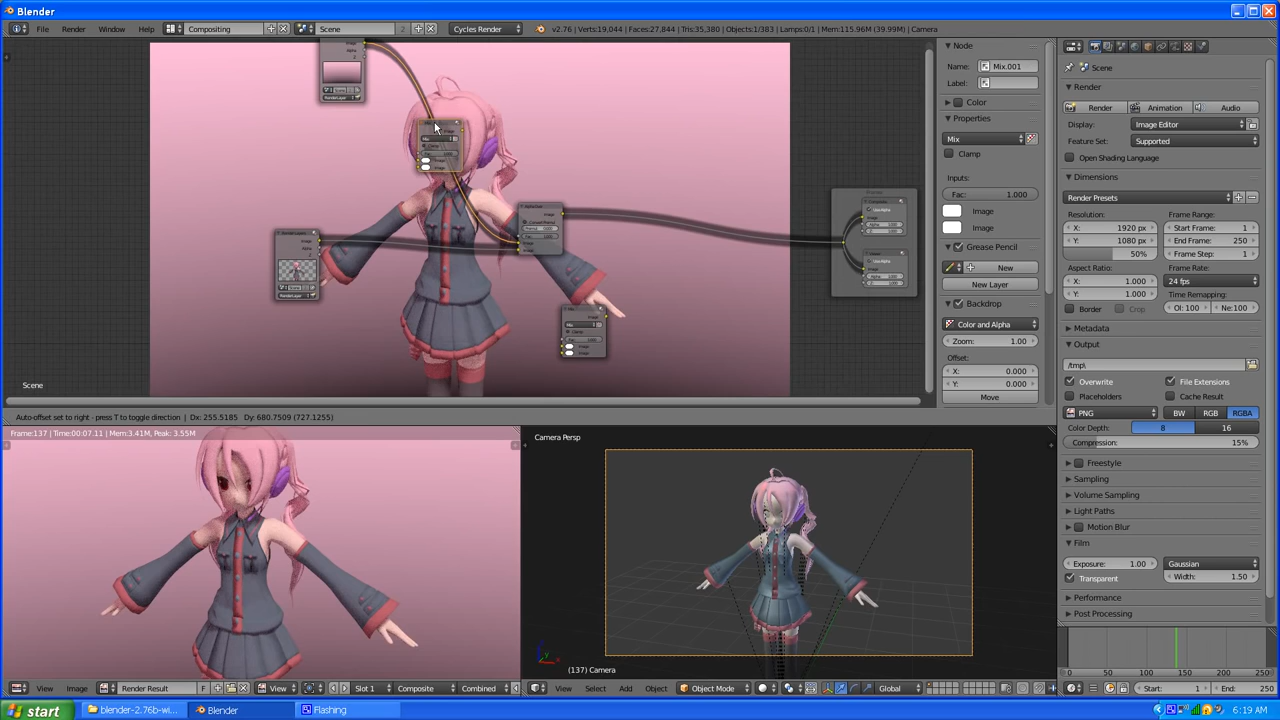 Blender
File Render Window Help Compositing Scene 2 Cycles Render v2.76 | Verts:19,044 | Faces:27,844 | Tris:35,380 | Objects:1/383 | Lamps:0/1 | Mem:115.96M (39.99M) | Camera
Node
Name: Mix.001
Label:
Color
Properties
Mix
Clamp
Inputs:
Fac: 1.000
Image
Image
Grease Pencil
New
New Layer
Backdrop
Color and Alpha
Zoom: 1.00
Offset:
X: 0.000
Y: 0.000
Move
Scene
Render
Render Animation Audio
Display: Image Editor
Feature Set: Supported
Open Shading Language
Dimensions
Render Presets
Resolution: Frame Range:
X: 1920 px Start Frame: 1
Y: 1080 px End Frame: 250
50% Frame Step: 1
Aspect Ratio: Frame Rate:
X: 1.000 24 fps
Y: 1.000 Time Remapping:
Border Crop Ol: 100 Ne:100
Metadata
Output
/tmp\
Overwrite File Extensions
Placeholders Cache Result
PNG BW RGB RGBA
Color Depth: 8 16
Compression: 15%
Freestyle
Sampling
Volume Sampling
Light Paths
Motion Blur
Film
Exposure: 1.00 Gaussian
Transparent Width: 1.50
Performance
Post Processing
Scene
Auto-offset set to right - press T to toggle direction | Dx: 255.5185 Dy: 680.7509 (727.1255)
Frame:137 | Time:00:07.11 | Mem:3.41M, Peak: 3.55M
Camera Persp
(137) Camera
View Image Render Result F View Slot 1 Composite Combined
View Select Add Object Object Mode Global
0 50 100 150 200 250
Start: 1 End: 250
start blender-2.76b-wi... Blender Flashing 6:19 AM